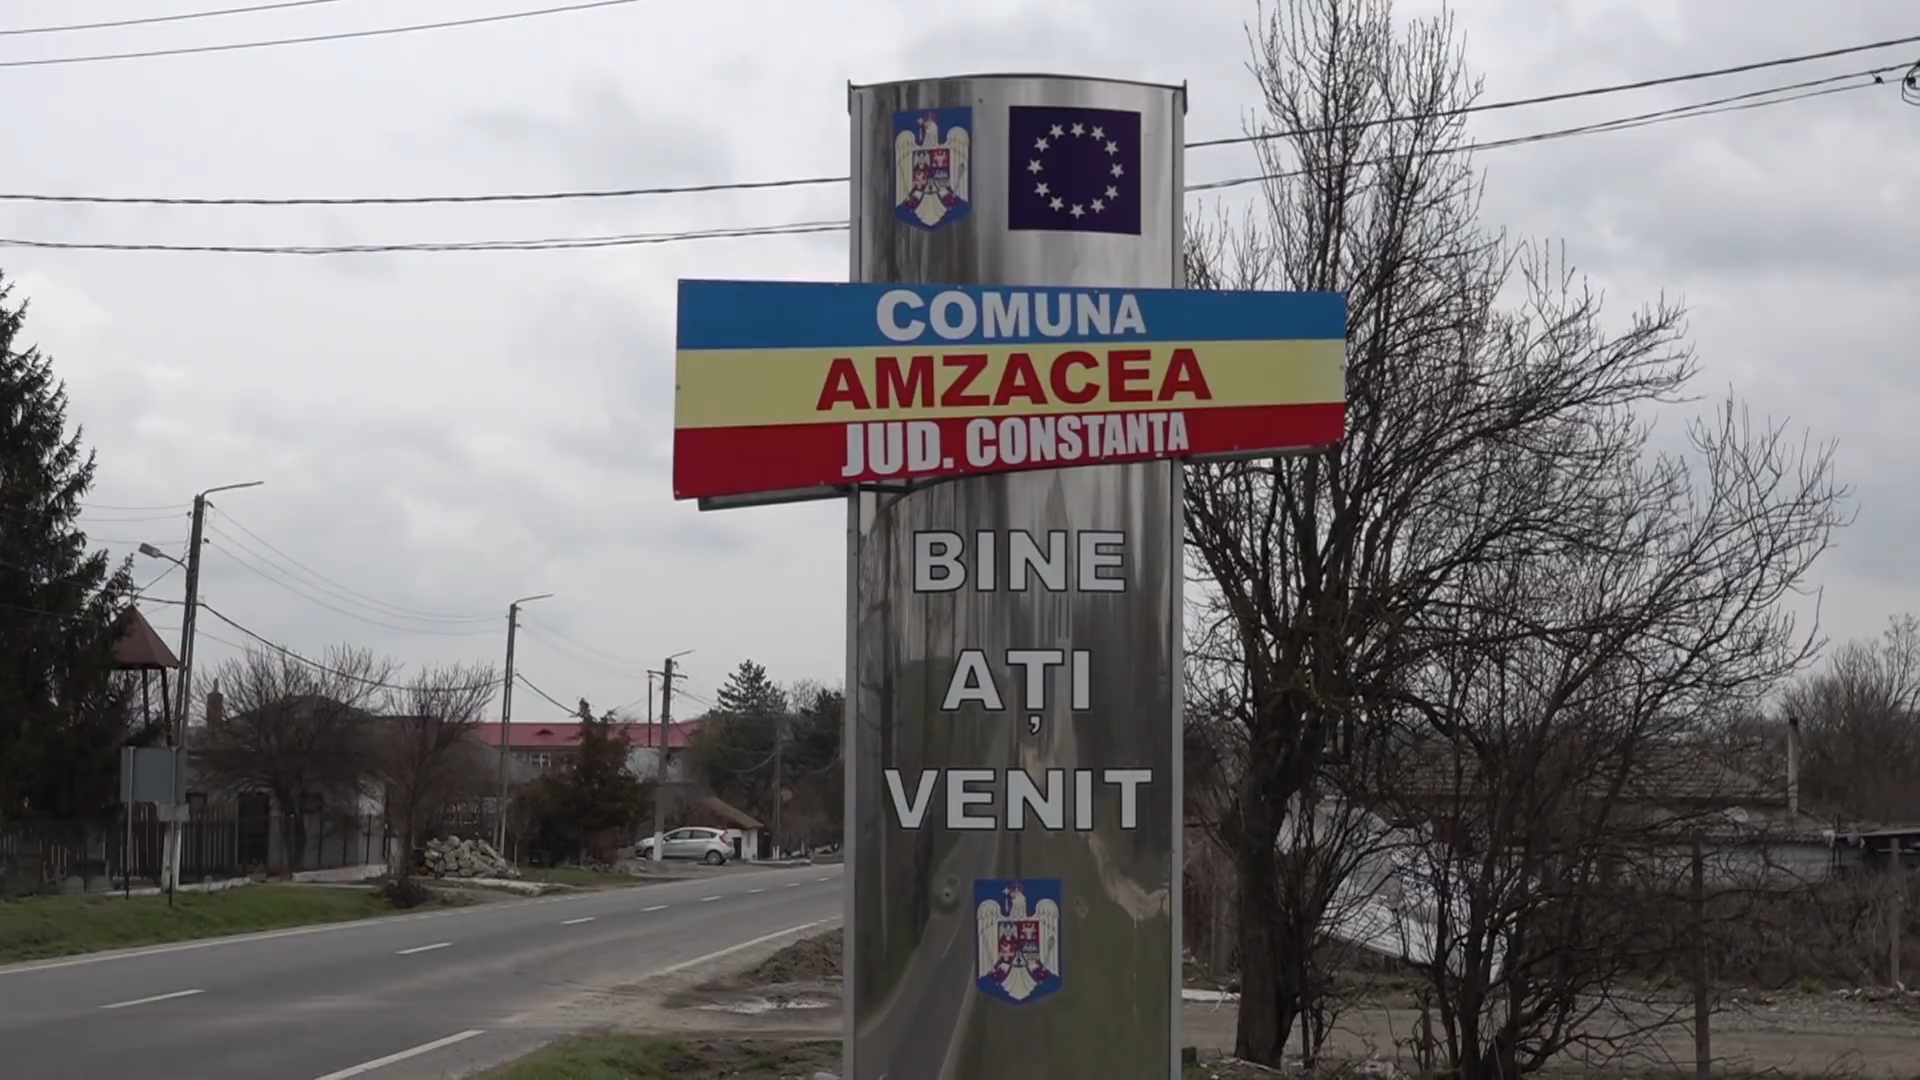 COMUNA
AMZACEA
JUD. CONSTANȚA
BINE
AȚI
VENIT